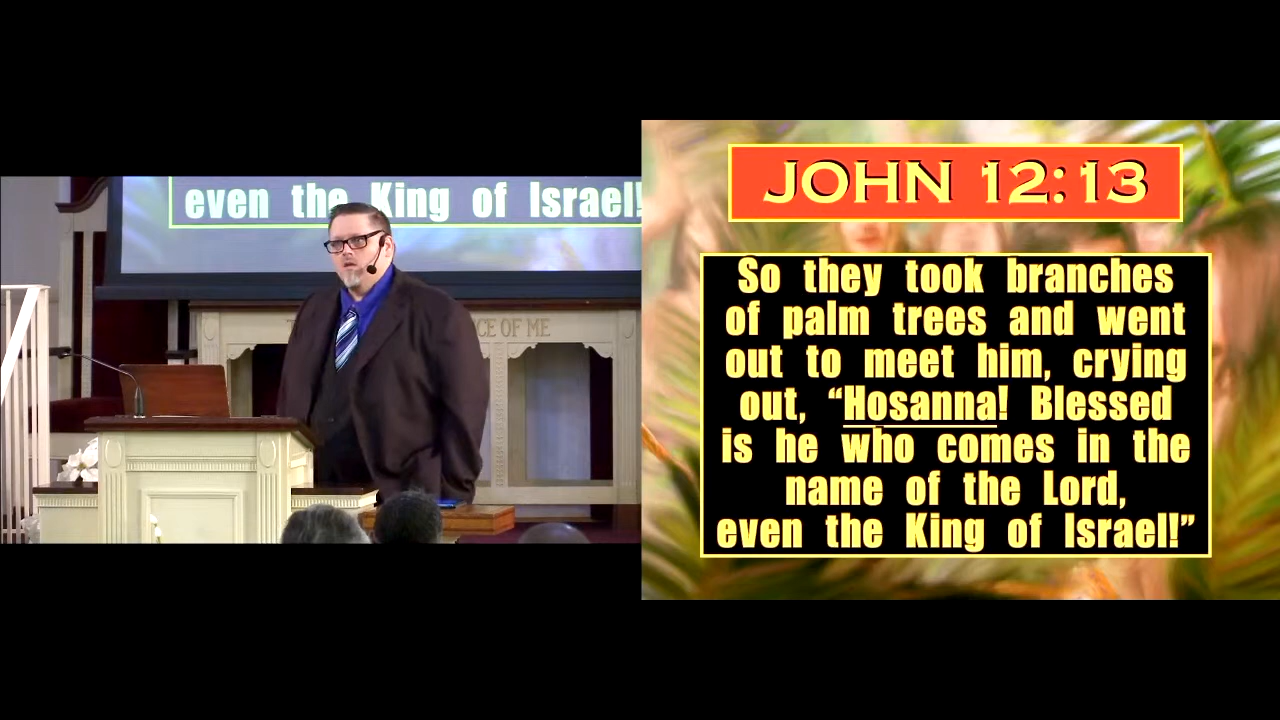 even the King of Israel!
CE OF ME
JOHN 12:13
So they took branches
of palm trees and went
out to meet him, crying
out, “Hosanna! Blessed
is he who comes in the
name of the Lord,
even the King of Israel!”